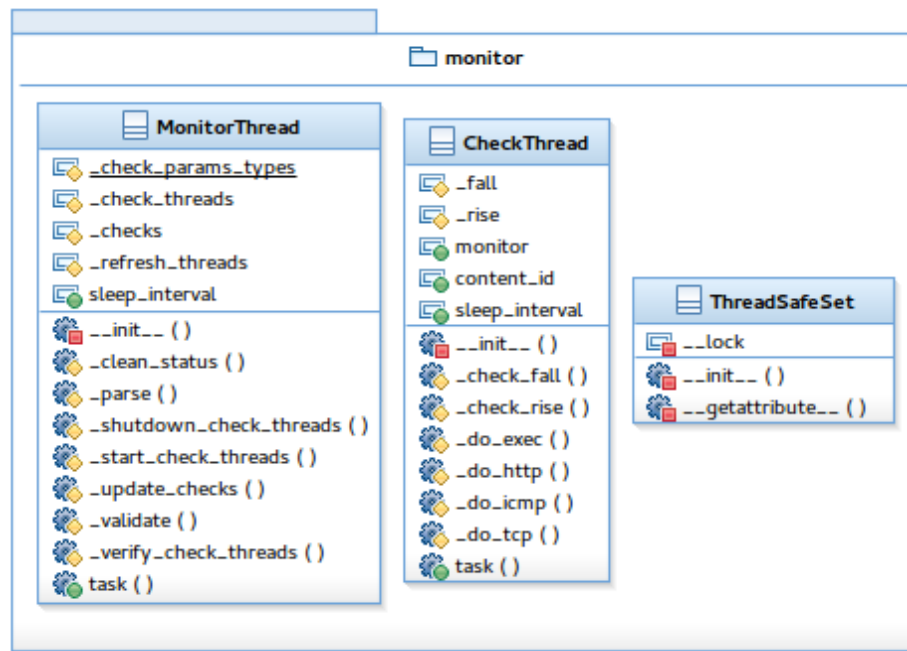 monitor
MonitorThread
_check_params_types
_check_threads
_checks
_refresh_threads
sleep_interval
__init__ ( )
_clean_status ( )
_parse ( )
_shutdown_check_threads ( )
_start_check_threads ( )
_update_checks ( )
_validate ( )
_verify_check_threads ( )
task ( )
CheckThread
_fall
_rise
monitor
content_id
sleep_interval
__init__ ( )
_check_fall ( )
_check_rise ( )
_do_exec ( )
_do_http ( )
_do_icmp ( )
_do_tcp ( )
task ( )
ThreadSafeSet
__lock
__init__ ( )
__getattribute__ ( )